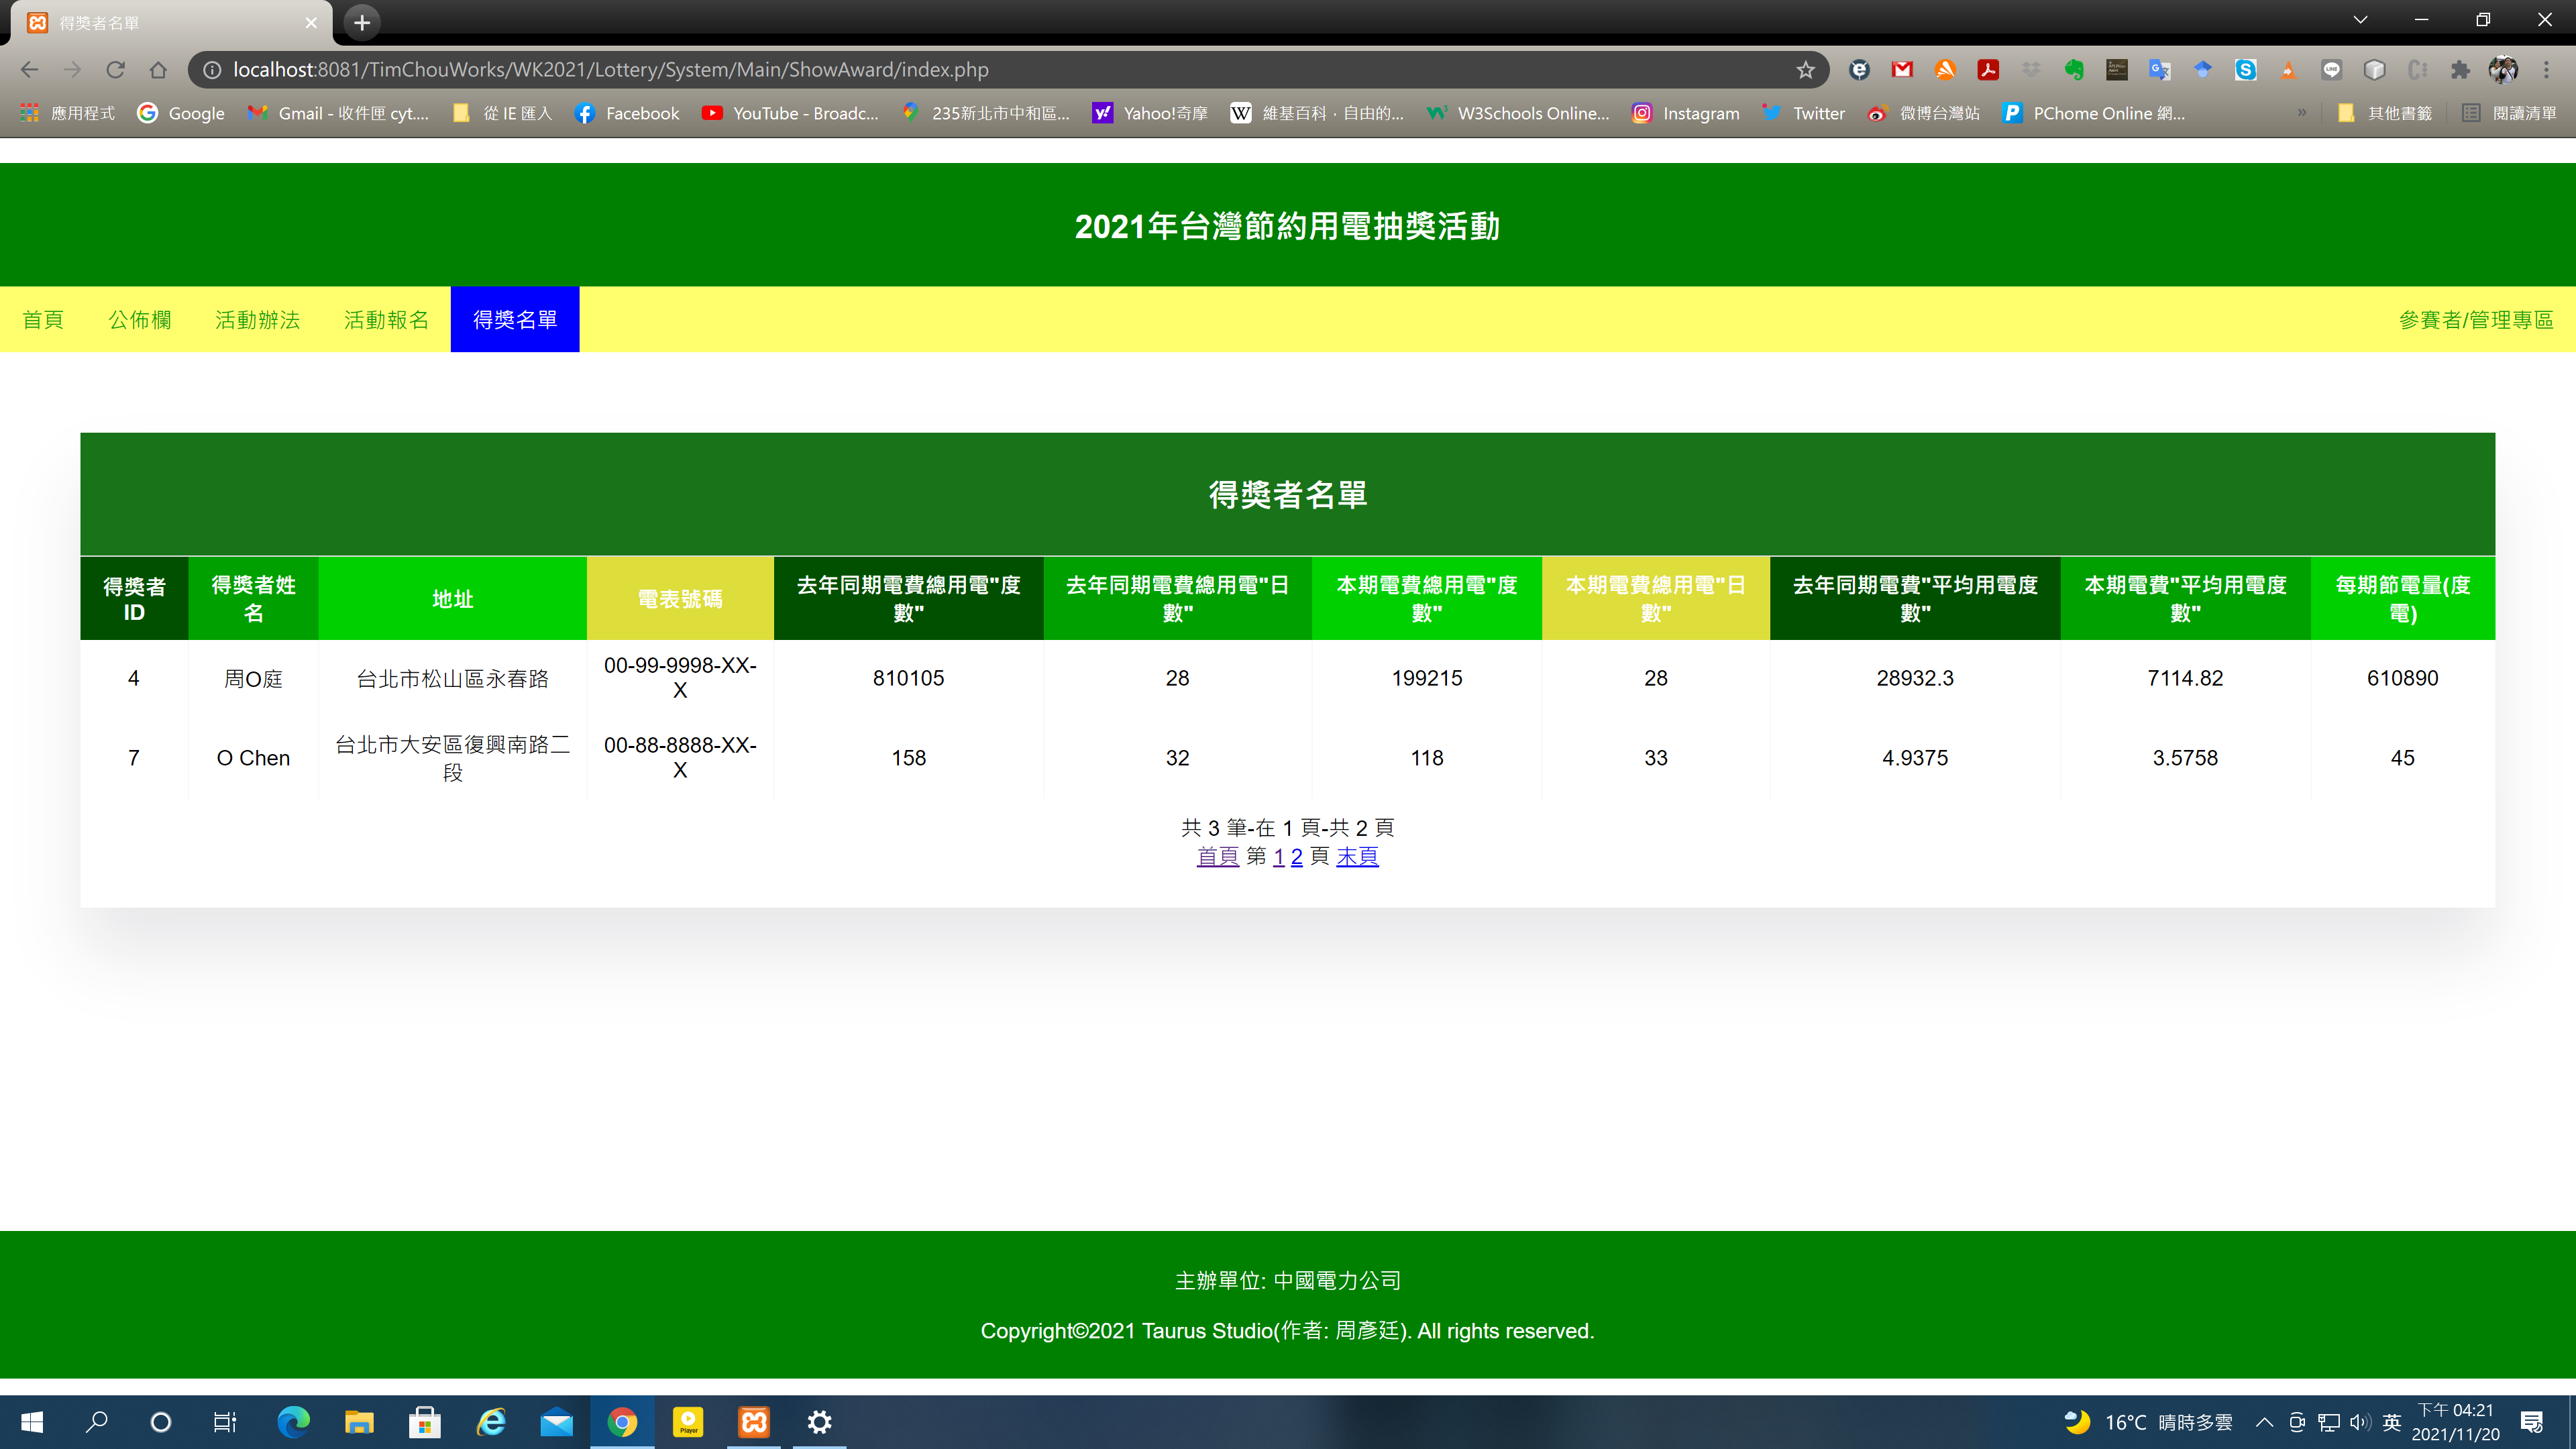 得獎者名單
localhost:8081/TimChouWorks/WK2021/Lottery/System/Main/ShowAward/index.php
應用程式 Google Gmail - 收件匣 cyt.... 從 IE 匯入 Facebook YouTube - Broadc... 235新北市中和區... Yahoo!奇摩 維基百科，自由的... W3Schools Online... Instagram Twitter 微博台灣站 PChome Online 網... » 其他書籤 閱讀清單
2021年台灣節約用電抽獎活動
首頁 公佈欄 活動辦法 活動報名 得獎名單 參賽者/管理專區
得獎者名單
得獎者ID 得獎者姓名 地址 電表號碼 去年同期電費總用電"度數" 去年同期電費總用電"日數" 本期電費總用電"度數" 本期電費總用電"日數" 去年同期電費"平均用電度數" 本期電費"平均用電度數" 每期節電量(度電)
4 周O庭 台北市松山區永春路 00-99-9998-XX-X 810105 28 199215 28 28932.3 7114.82 610890
7 O Chen 台北市大安區復興南路二段 00-88-8888-XX-X 158 32 118 33 4.9375 3.5758 45
共 3 筆-在 1 頁-共 2 頁
首頁 第 1 2 頁 末頁
主辦單位: 中國電力公司
Copyright©2021 Taurus Studio(作者: 周彥廷). All rights reserved.
Player
16°C 晴時多雲 英 下午 04:21
2021/11/20